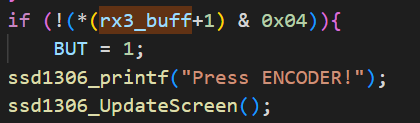 if (!(*(rx3_buff+1) & 0x04)){
BUT = 1;
ssd1306_printf("Press ENCODER!");
ssd1306_UpdateScreen();